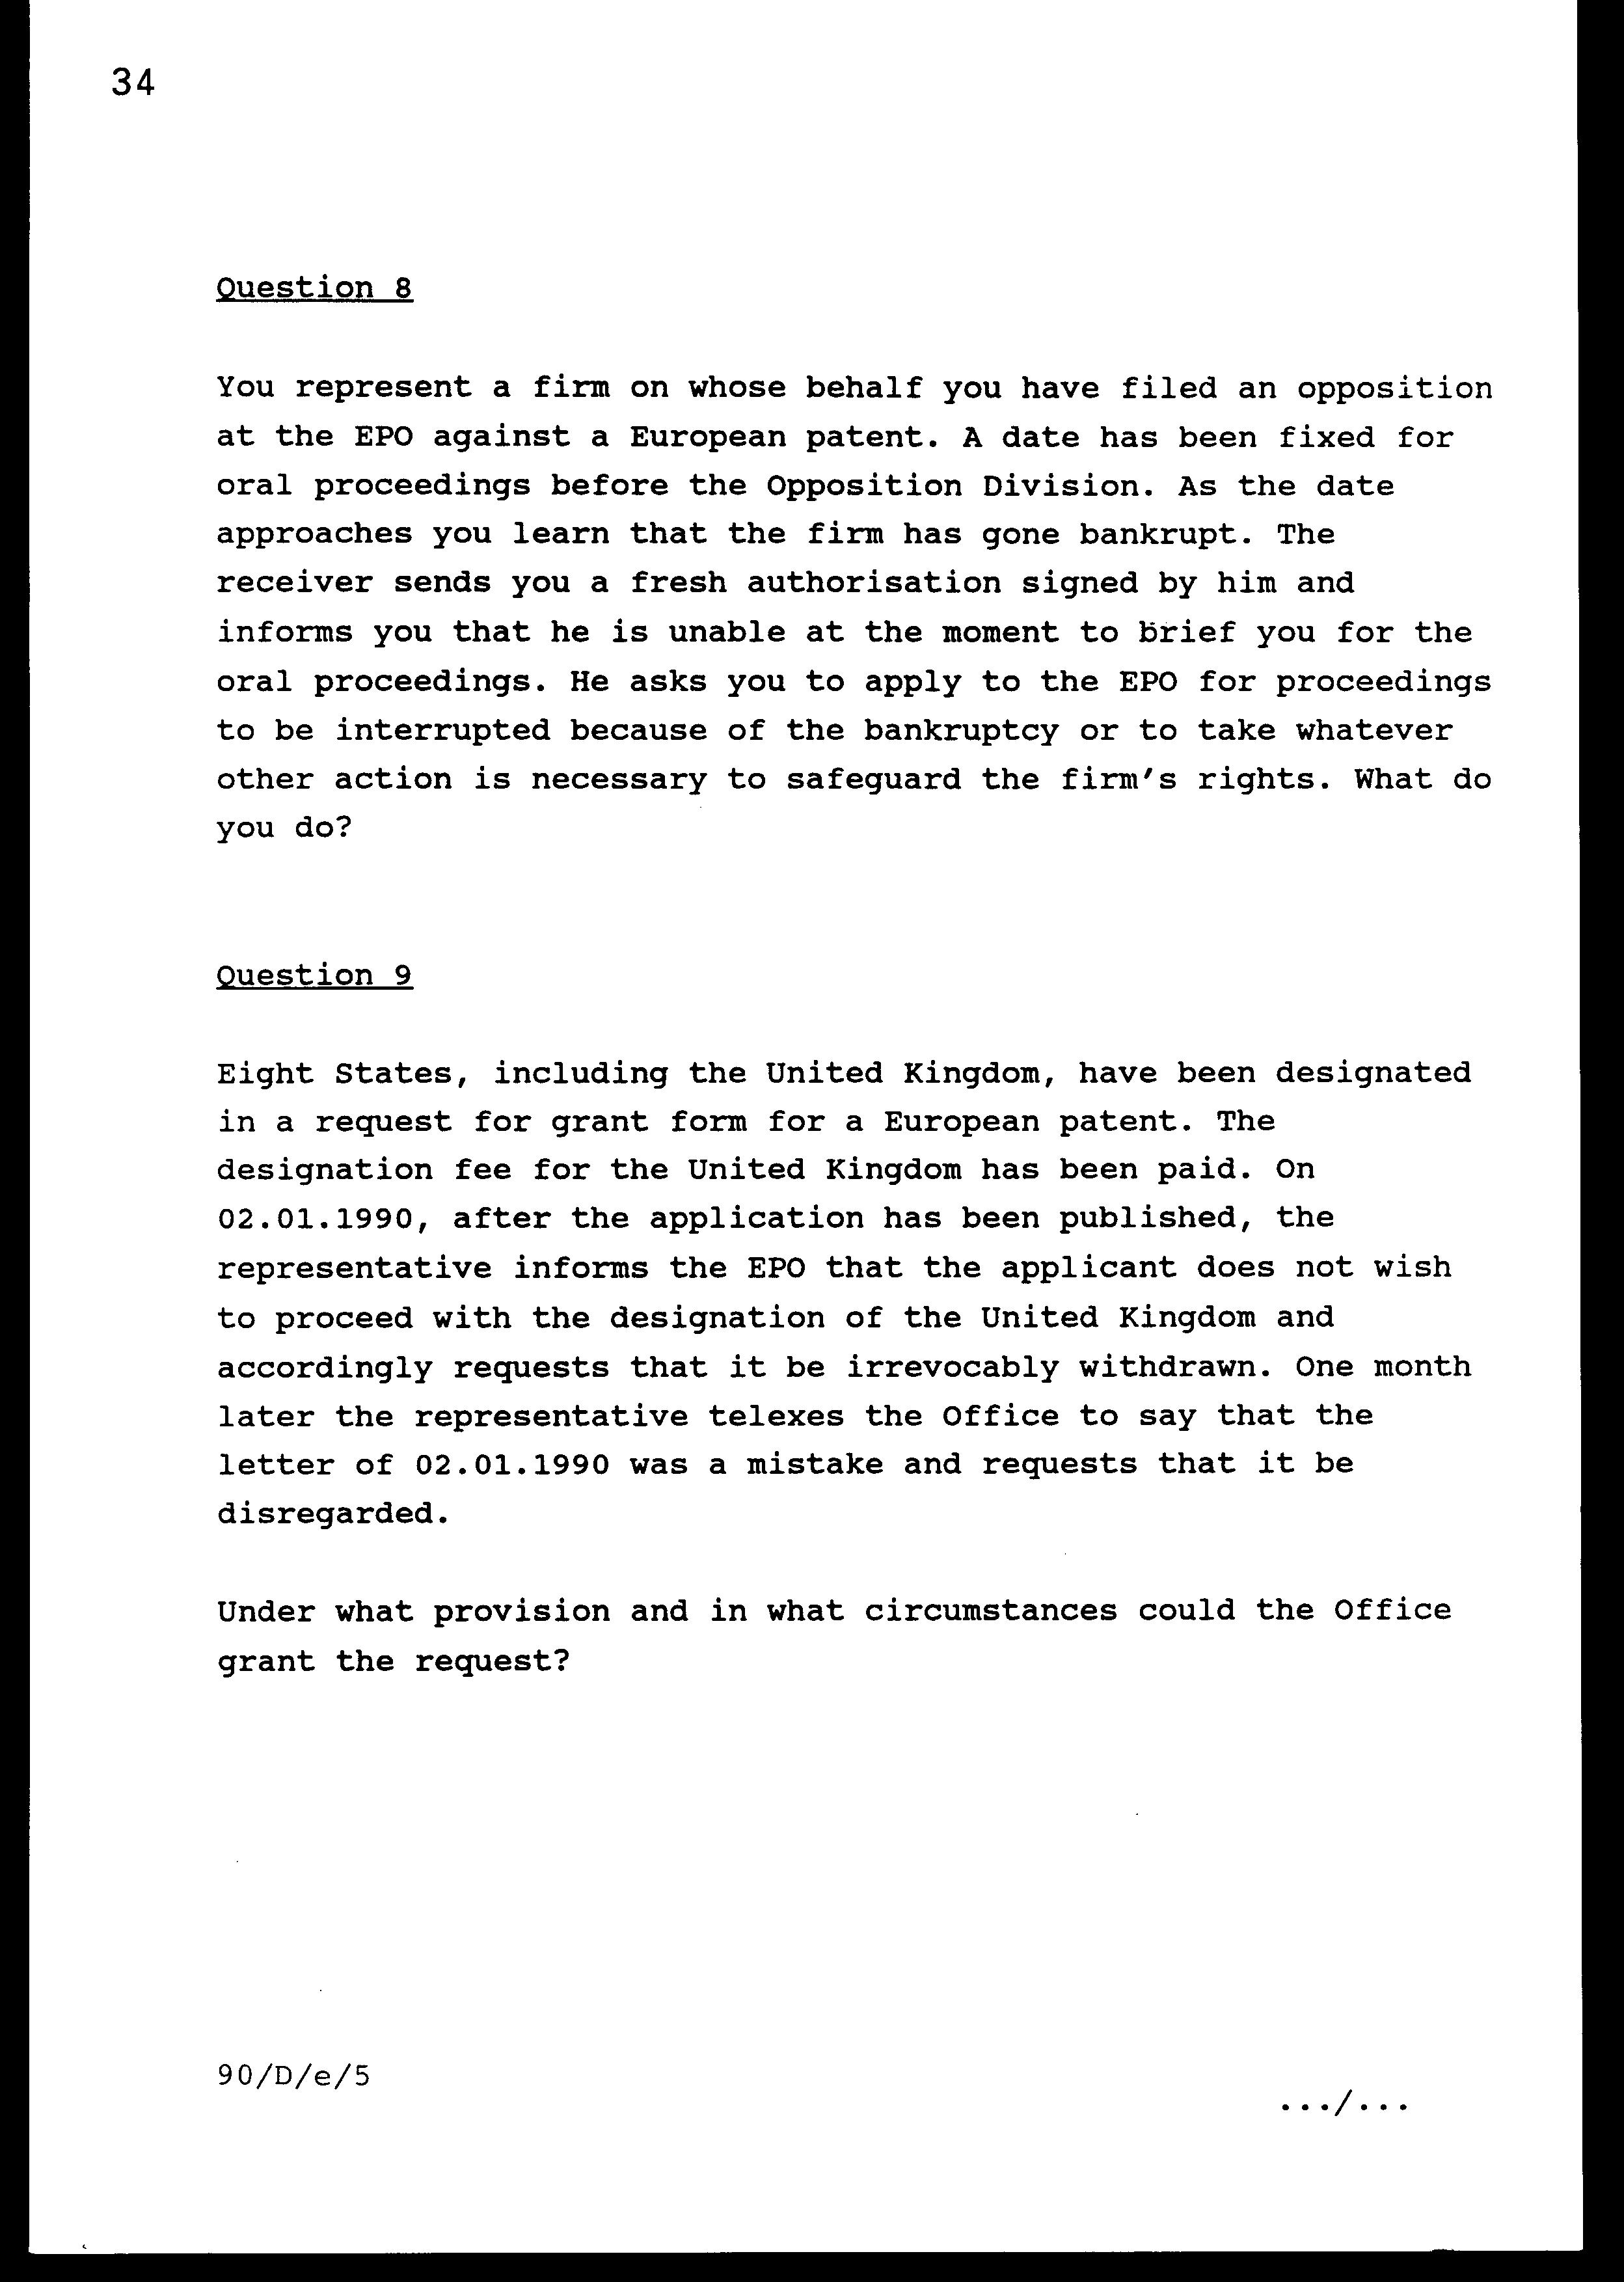 34
Question 8
You represent a firm on whose behalf you have filed an opposition
at the EPO against a European patent. A date has been fixed for
oral proceedings before the Opposition Division. As the date
approaches you learn that the firm has gone bankrupt. The
receiver sends you a fresh authorisation signed by him and
informs you that he is unable at the moment to brief you for the
oral proceedings. He asks you to apply to the EPO for proceedings
to be interrupted because of the bankruptcy or to take whatever
other action is necessary to safeguard the firm's rights. What do
you do?
Question 9
Eight States, including the United Kingdom, have been designated
in a request for grant form for a European patent. The
designation fee for the United Kingdom has been paid. On
02.01.1990, after the application has been published, the
representative informs the EPO that the applicant does not wish
to proceed with the designation of the United Kingdom and
accordingly requests that it be irrevocably withdrawn. One month
later the representative telexes the Office to say that the
letter of 02.01.1990 was a mistake and requests that it be
disregarded.
Under what provision and in what circumstances could the Office
grant the request?
90/D/e/5
.../...